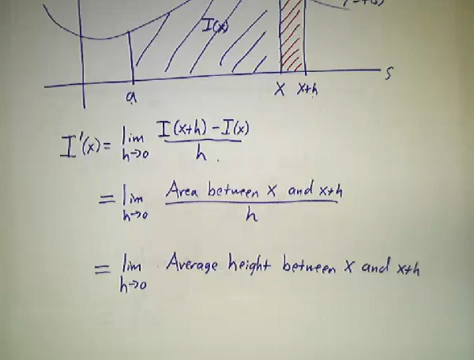 I(x)
s
a
x x+h
I'(x) = lim h→0 I(x+h) - I(x) / h
= lim h→0 Area between x and x+h / h
= lim h→0 Average height between x and x+h